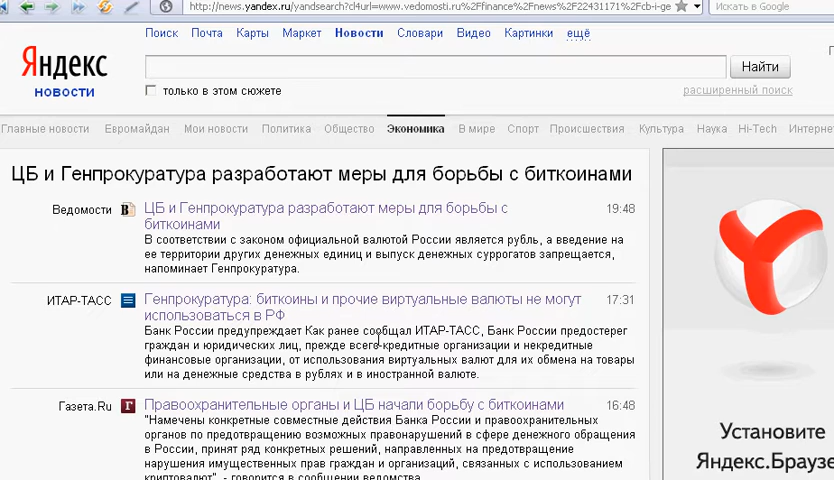 http://news.yandex.ru/yandsearch?cl4url=www.vedomosti.ru%2Ffinance%2Fnews%2F22431171%2Fcb-i-ge
Искать в Google
Поиск Почта Карты Маркет Новости Словари Видео Картинки ещё
Яндекс
новости
Найти
только в этом сюжете
расширенный поиск
Главные новости Евромайдан Мои новости Политика Общество Экономика В мире Спорт Происшествия Культура Наука Hi-Tech Интернет
ЦБ и Генпрокуратура разработают меры для борьбы с биткоинами
Ведомости
ЦБ и Генпрокуратура разработают меры для борьбы с
биткоинами
19:48
В соответствии с законом официальной валютой России является рубль, а введение на
ее территории других денежных единиц и выпуск денежных суррогатов запрещается,
напоминает Генпрокуратура.
ИТАР-ТАСС
Генпрокуратура: биткоины и прочие виртуальные валюты не могут
использоваться в РФ
17:31
Банк России предупреждает Как ранее сообщал ИТАР-ТАСС, Банк России предостерег
граждан и юридических лиц, прежде всего кредитные организации и некредитные
финансовые организации, от использования виртуальных валют для их обмена на товары
или на денежные средства в рублях и в иностранной валюте.
Газета.Ru
Правоохранительные органы и ЦБ начали борьбу с биткоинами
16:48
"Намечены конкретные совместные действия Банка России и правоохранительных
органов по предотвращению возможных правонарушений в сфере денежного обращения
в России, принят ряд конкретных решений, направленных на предотвращение
нарушения имущественных прав граждан и организаций, связанных с использованием
криптовалют", - говорится в сообщении ведомства.
Установите
Яндекс.Браузе